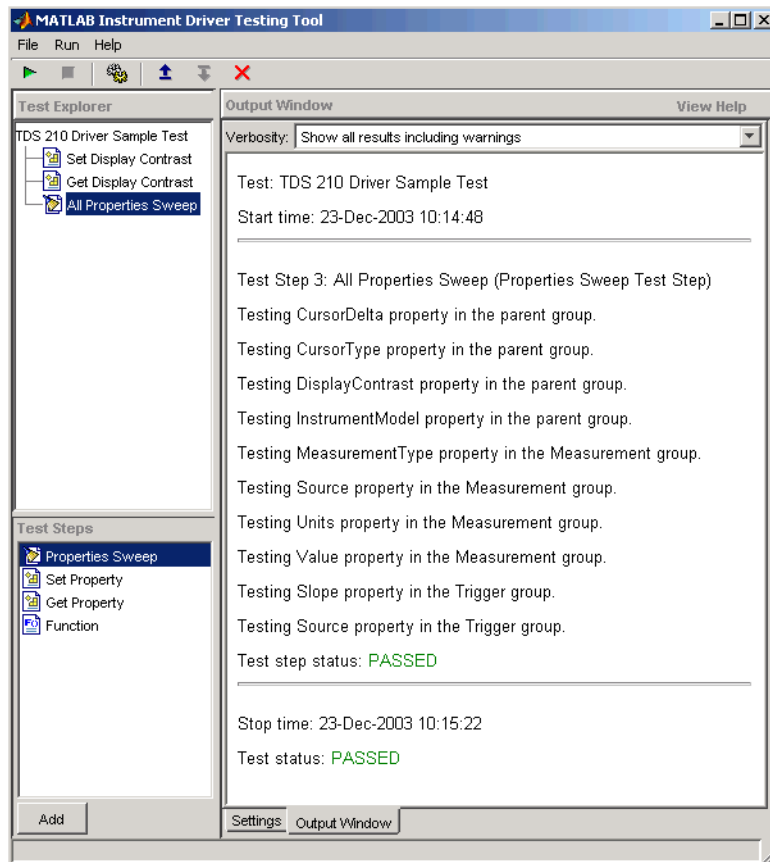 MATLAB Instrument Driver Testing Tool
File Run Help
Test Explorer
TDS 210 Driver Sample Test
Set Display Contrast
Get Display Contrast
All Properties Sweep
Test Steps
Properties Sweep
Set Property
Get Property
Function
Add
Output Window View Help
Verbosity: Show all results including warnings
Test: TDS 210 Driver Sample Test
Start time: 23-Dec-2003 10:14:48
Test Step 3: All Properties Sweep (Properties Sweep Test Step)
Testing CursorDelta property in the parent group.
Testing CursorType property in the parent group.
Testing DisplayContrast property in the parent group.
Testing InstrumentModel property in the parent group.
Testing MeasurementType property in the Measurement group.
Testing Source property in the Measurement group.
Testing Units property in the Measurement group.
Testing Value property in the Measurement group.
Testing Slope property in the Trigger group.
Testing Source property in the Trigger group.
Test step status: PASSED
Stop time: 23-Dec-2003 10:15:22
Test status: PASSED
Settings Output Window